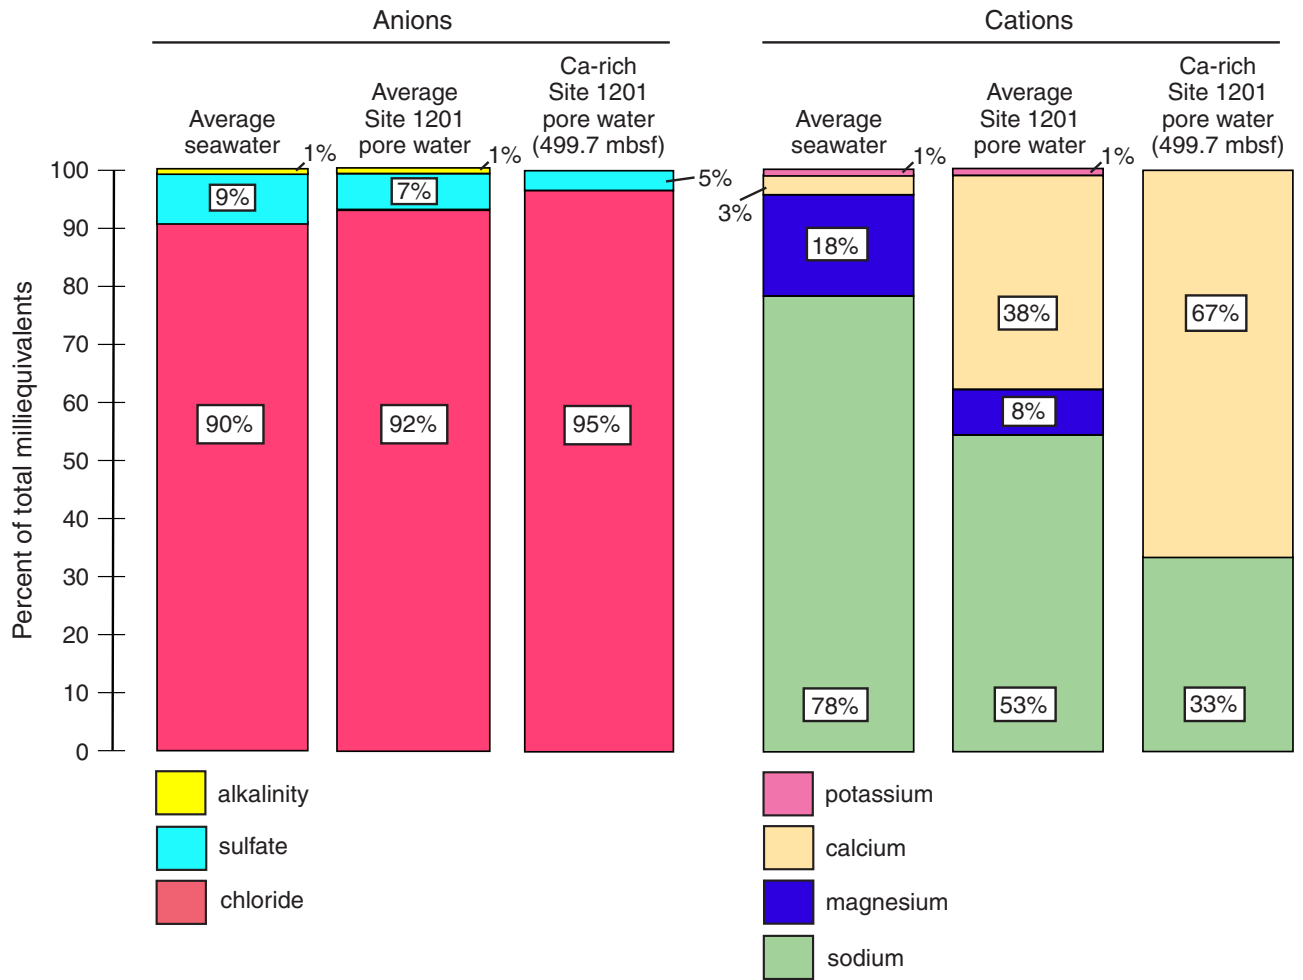 Anions
Cations
Average
seawater
Average
Site 1201
pore water
Ca-rich
Site 1201
pore water
(499.7 mbsf)
Average
seawater
Average
Site 1201
pore water
Ca-rich
Site 1201
pore water
(499.7 mbsf)
Percent of total milliequivalents
100
90
80
70
60
50
40
30
20
10
0
1%
9%
90%
1%
7%
92%
5%
95%
1%
3%
18%
78%
1%
38%
8%
53%
67%
33%
alkalinity
sulfate
chloride
potassium
calcium
magnesium
sodium